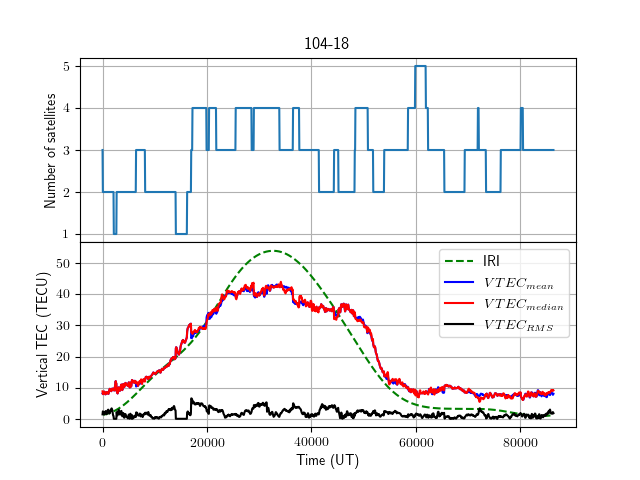 104-18
Number of satellites
5
4
3
2
1
Vertical TEC (TECU)
50
40
30
20
10
0
IRI
VTEC_mean
VTEC_median
VTEC_RMS
0 20000 40000 60000 80000
Time (UT)